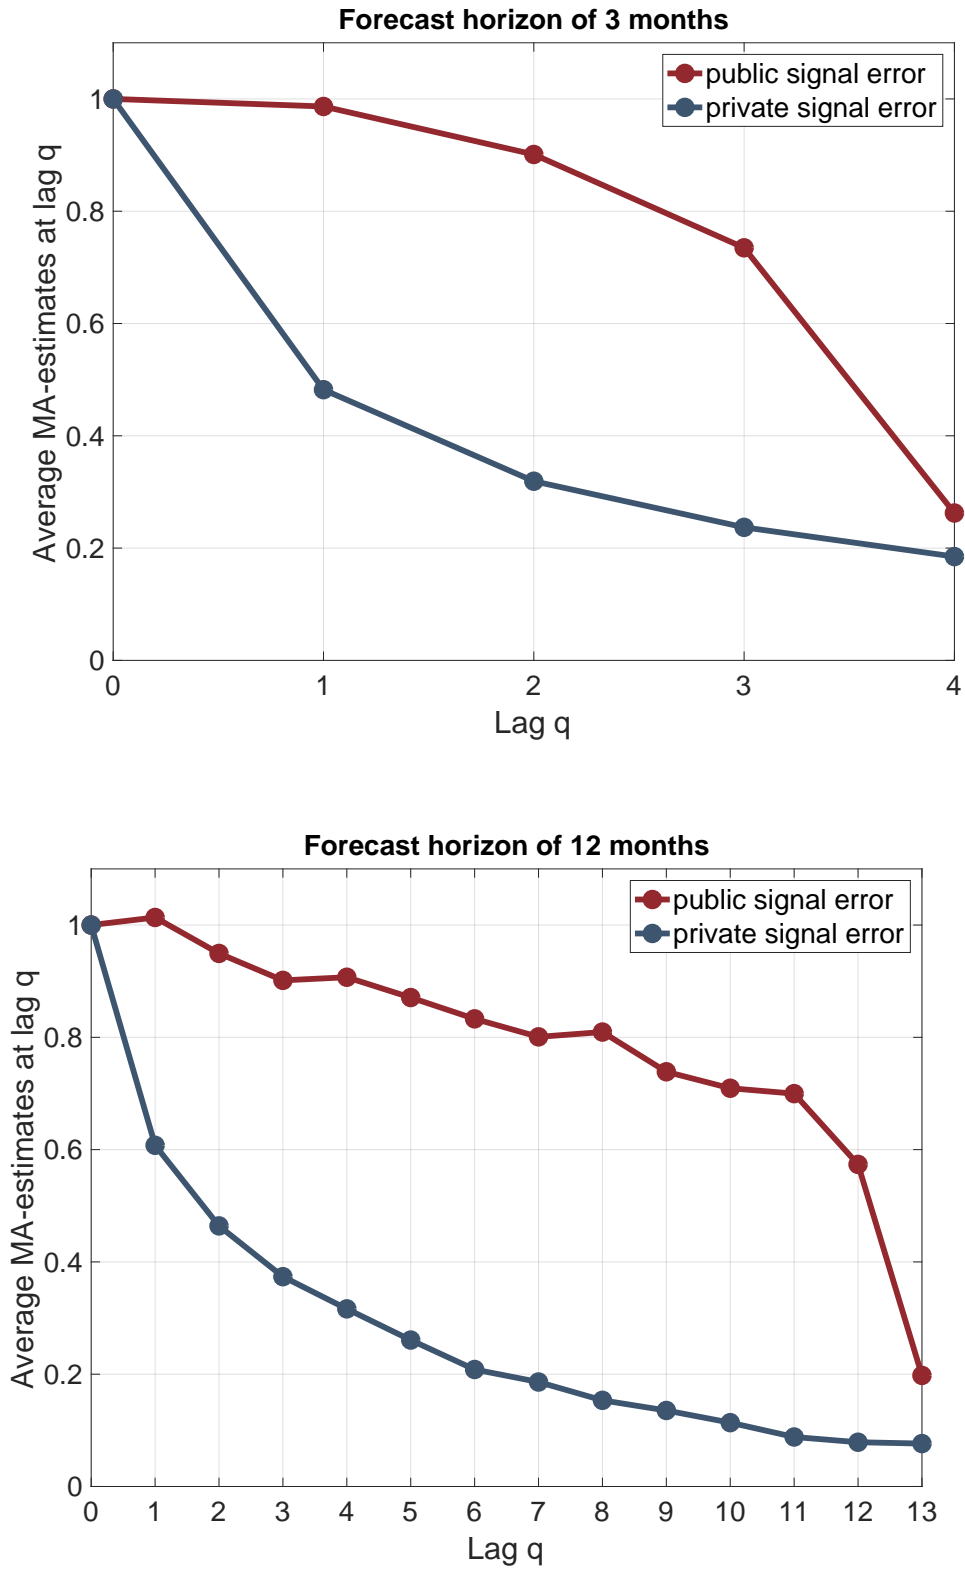 Forecast horizon of 3 months
public signal error
private signal error
Average MA-estimates at lag q
1
0.8
0.6
0.4
0.2
0
0 1 2 3 4
Lag q
Forecast horizon of 12 months
public signal error
private signal error
Average MA-estimates at lag q
1
0.8
0.6
0.4
0.2
0
0 1 2 3 4 5 6 7 8 9 10 11 12 13
Lag q